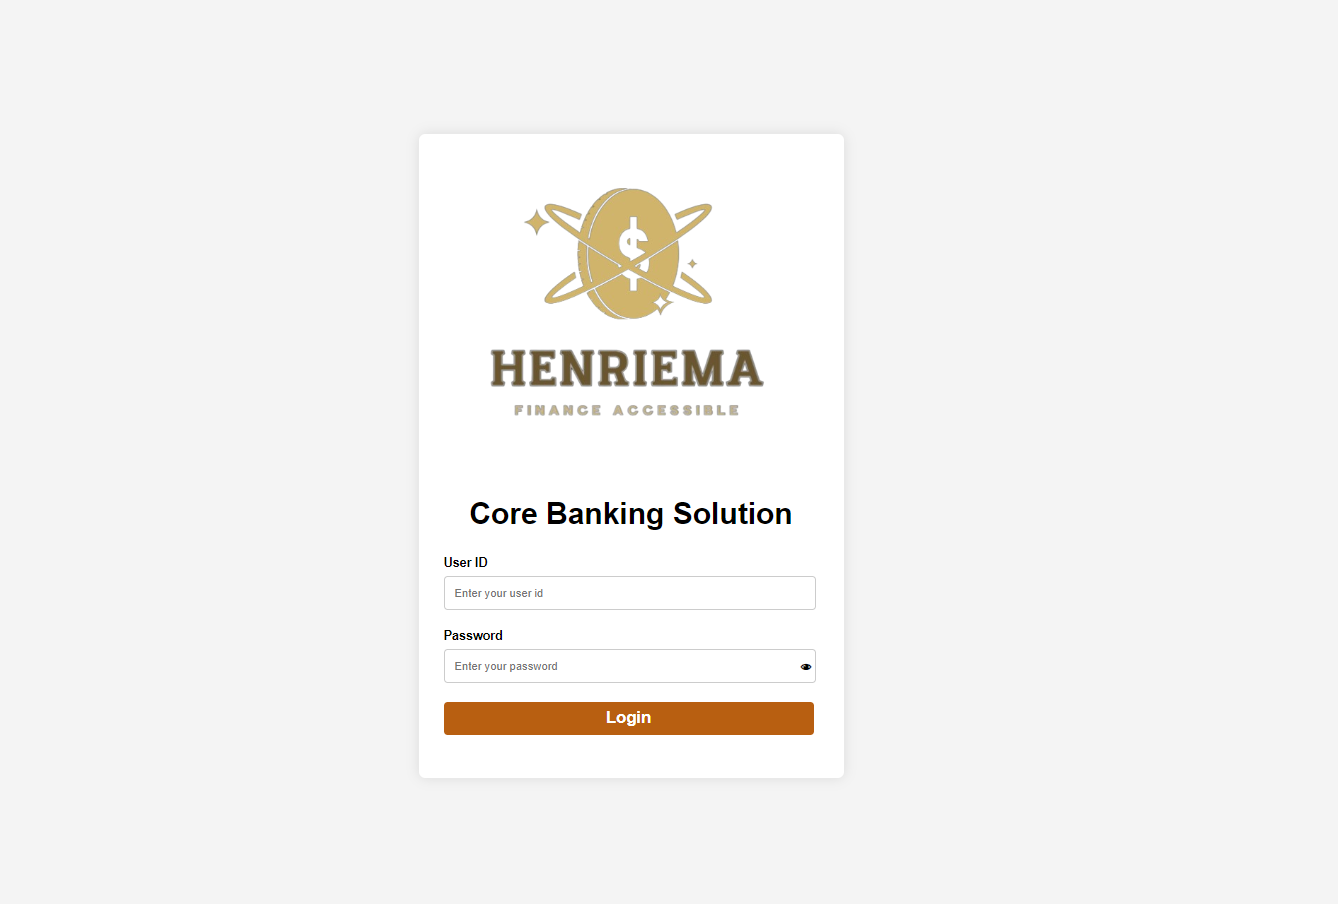 $
HENRIEMA
FINANCE ACCESSIBLE
Core Banking Solution
User ID
Enter your user id
Password
Enter your password
Login